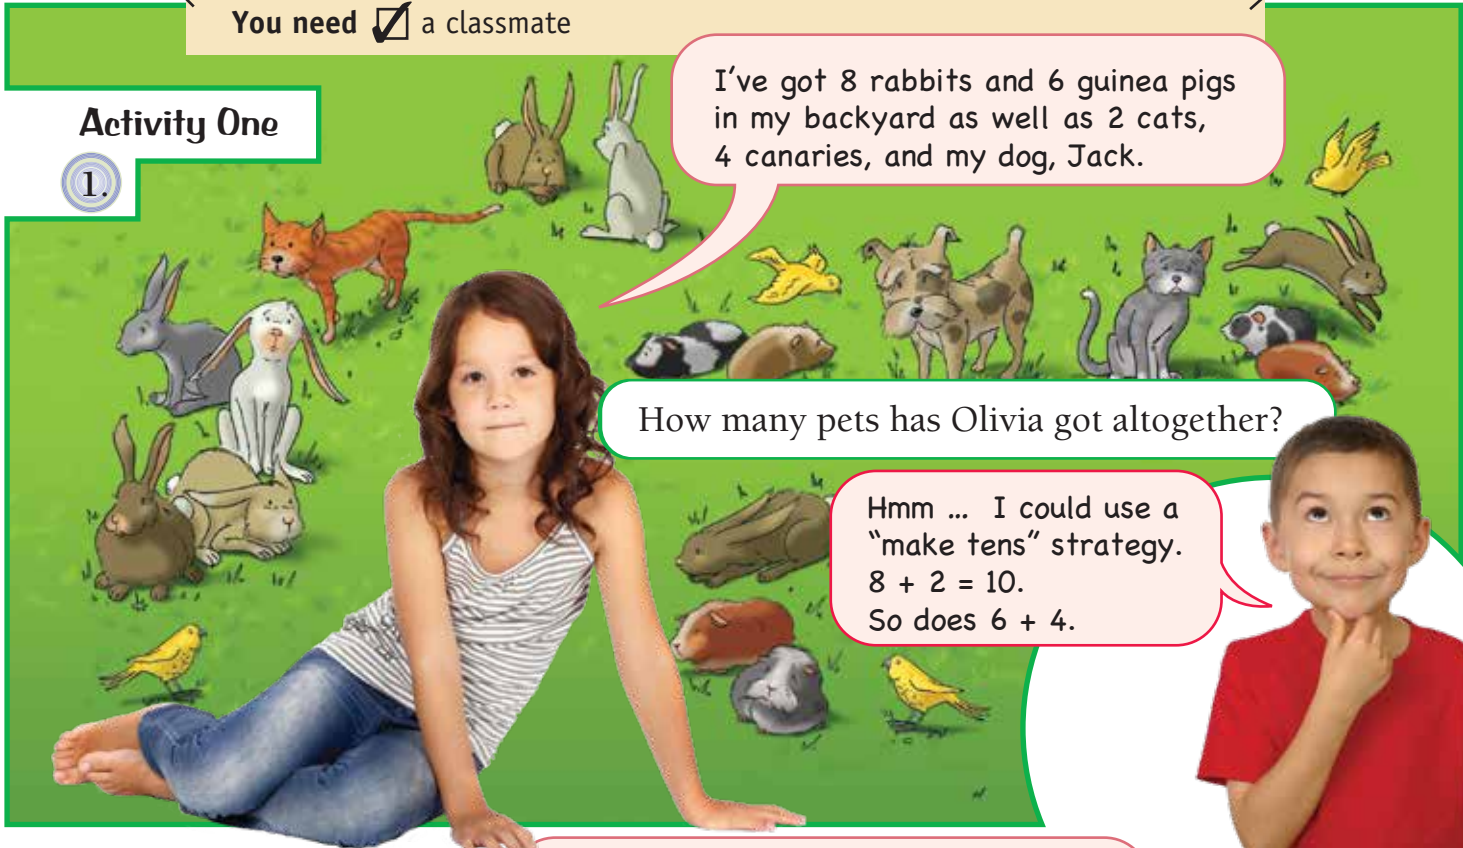 You need a classmate
Activity One
1.
I've got 8 rabbits and 6 guinea pigs
in my backyard as well as 2 cats,
4 canaries, and my dog, Jack.
How many pets has Olivia got altogether?
Hmm ... I could use a
"make tens" strategy.
8 + 2 = 10.
So does 6 + 4.